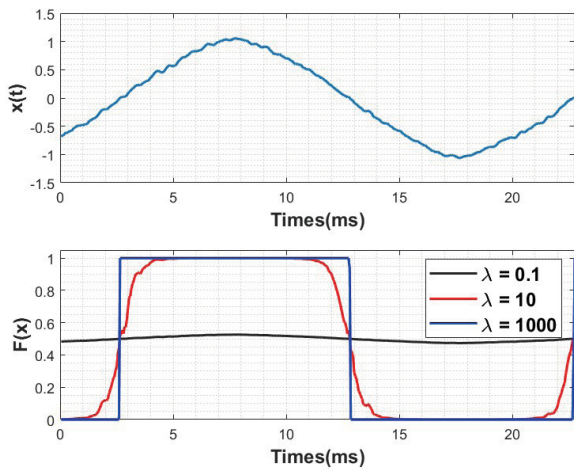 1.5
1
0.5
0
-0.5
-1
-1.5
x(t)
0 5 10 15 20
Times(ms)
1
0.8
0.6
0.4
0.2
0
F(x)
λ = 0.1
λ = 10
λ = 1000
0 5 10 15 20
Times(ms)